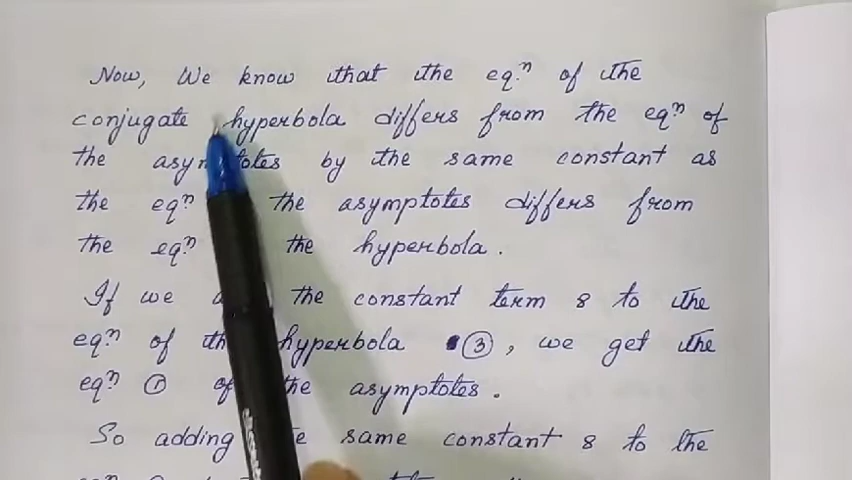 Now, We know that the eq.ⁿ of the
conjugate hyperbola differs from the eq.ⁿ of
the asymptotes by the same constant as
the eq.ⁿ the asymptotes differs from
the eq.ⁿ the hyperbola.
If we the constant term 8 to the
eq.ⁿ of the hyperbola ③, we get the
eq.ⁿ ① of the asymptotes.
So adding the same constant 8 to the